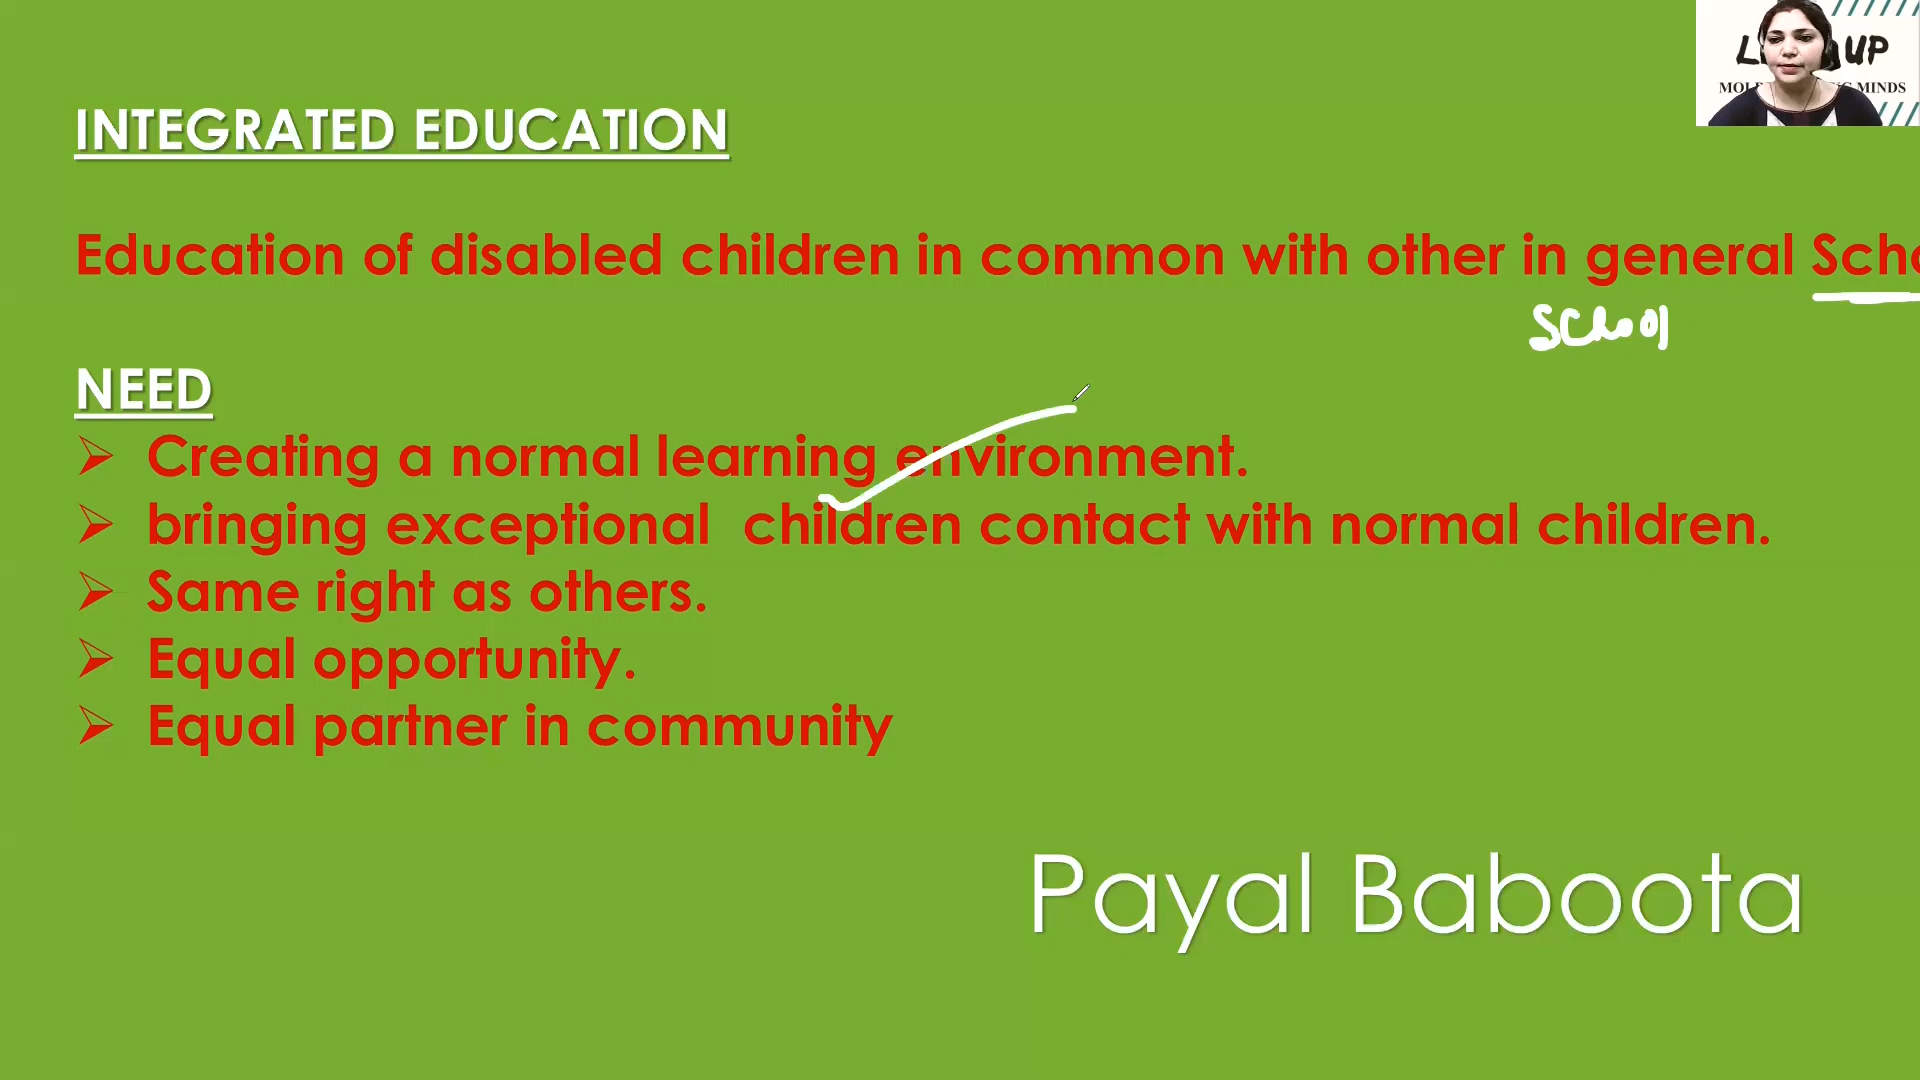 UP
MINDS
INTEGRATED EDUCATION
Education of disabled children in common with other in general Scho
School
NEED
➢ Creating a normal learning environment.
➢ bringing exceptional children contact with normal children.
➢ Same right as others.
➢ Equal opportunity.
➢ Equal partner in community
Payal Baboota